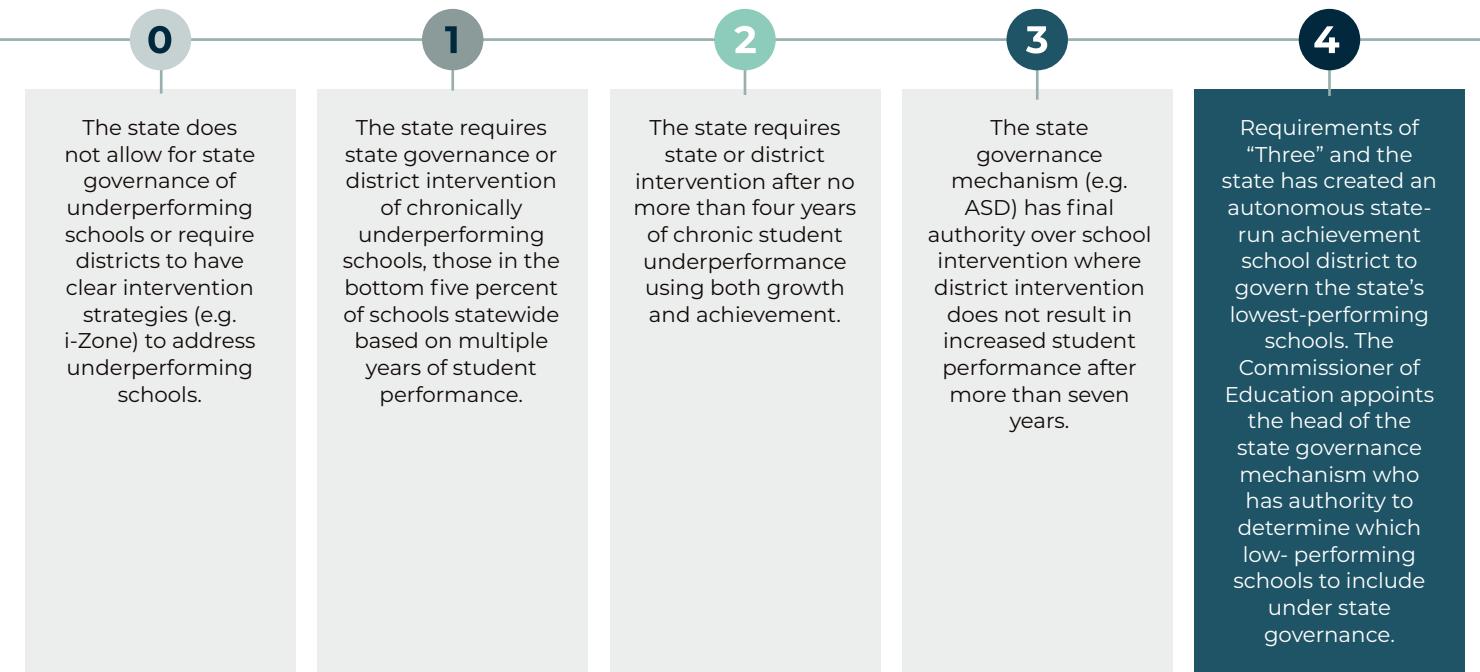 0
The state does
not allow for state
governance of
underperforming
schools or require
districts to have
clear intervention
strategies (e.g.
i-Zone) to address
underperforming
schools.
1
The state requires
state governance or
district intervention
of chronically
underperforming
schools, those in the
bottom five percent
of schools statewide
based on multiple
years of student
performance.
2
The state requires
state or district
intervention after no
more than four years
of chronic student
underperformance
using both growth
and achievement.
3
The state
governance
mechanism (e.g.
ASD) has final
authority over school
intervention where
district intervention
does not result in
increased student
performance after
more than seven
years.
4
Requirements of
“Three” and the
state has created an
autonomous state-
run achievement
school district to
govern the state’s
lowest-performing
schools. The
Commissioner of
Education appoints
the head of the
state governance
mechanism who
has authority to
determine which
low- performing
schools to include
under state
governance.